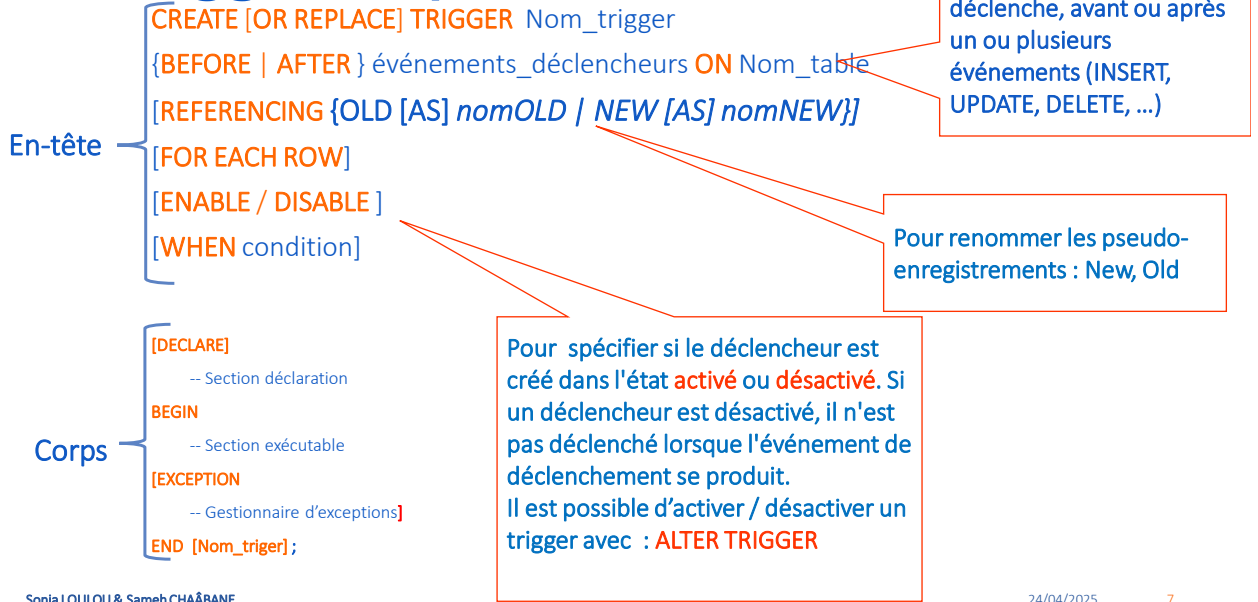 CREATE [OR REPLACE] TRIGGER Nom_trigger
{BEFORE | AFTER } événements_déclencheurs ON Nom_table
[REFERENCING {OLD [AS] nomOLD | NEW [AS] nomNEW}]
[FOR EACH ROW]
[ENABLE / DISABLE ]
[WHEN condition]
En-tête
déclenche, avant ou après
un ou plusieurs
événements (INSERT,
UPDATE, DELETE, …)
Pour renommer les pseudo-
enregistrements : New, Old
Corps
[DECLARE]
-- Section déclaration
BEGIN
-- Section exécutable
[EXCEPTION
-- Gestionnaire d’exceptions]
END [Nom_triger] ;
Pour spécifier si le déclencheur est
créé dans l'état activé ou désactivé. Si
un déclencheur est désactivé, il n'est
pas déclenché lorsque l'événement de
déclenchement se produit.
Il est possible d’activer / désactiver un
trigger avec : ALTER TRIGGER
Sonia LOULOU & Sameh CHAÂBANE
24/04/2025
7